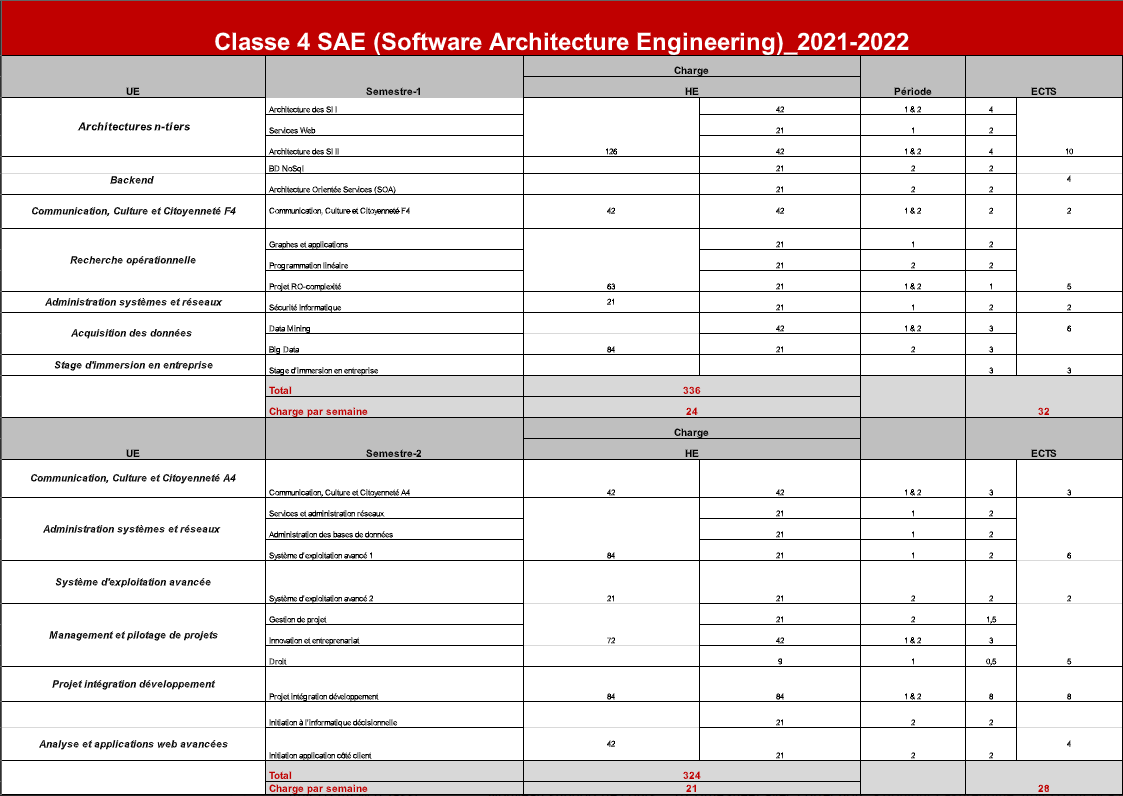 Classe 4 SAE (Software Architecture Engineering)_2021-2022
Charge
UE Semestre-1 HE Période ECTS
Architectures n-tiers
Architecture des SI I 42 1 & 2 4
Services Web 21 1 2
Architecture des SI II 126 42 1 & 2 4 10
Backend
BD NoSql 21 2 2
4
Architecture Orientée Services (SOA) 21 2 2
Communication, Culture et Citoyenneté F4 Communication, Culture et Citoyenneté F4 42 42 1 & 2 2 2
Recherche opérationnelle
Graphes et applications 21 1 2
Programmation linéaire 21 2 2
Projet RO-complexité 63 21 1 & 2 1 5
Administration systèmes et réseaux 21
Sécurité informatique 21 1 2 2
Acquisition des données
Data Mining 42 1 & 2 3 6
Big Data 84 21 2 3
Stage d'immersion en entreprise
Stage d'immersion en entreprise 3 3
Total 336
Charge par semaine 24 32
Charge
UE Semestre-2 HE ECTS
Communication, Culture et Citoyenneté A4
Communication, Culture et Citoyenneté A4 42 42 1 & 2 3 3
Administration systèmes et réseaux
Services et administration réseaux 21 1 2
Administration des bases de données 21 1 2
Système d'exploitation avancé 1 84 21 1 2 6
Système d'exploitation avancée
Système d'exploitation avancé 2 21 21 2 2 2
Management et pilotage de projets
Gestion de projet 21 2 1,5
Innovation et entreprenariat 72 42 1 & 2 3
Droit 9 1 0,5 5
Projet intégration développement
Projet intégration développement 84 84 1 & 2 8 8
Initiation à l'informatique décisionnelle 21 2 2
Analyse et applications web avancées 42 4
Initiation application côté client 21 2 2
Total 324
Charge par semaine 21 28